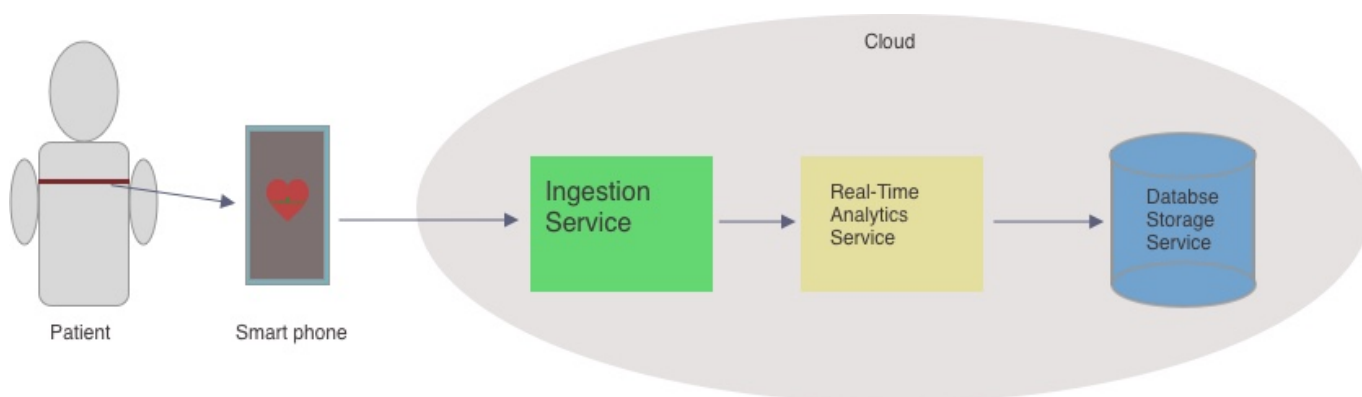 Cloud
Ingestion
Service
Real-Time
Analytics
Service
Databse
Storage
Service
Patient
Smart phone